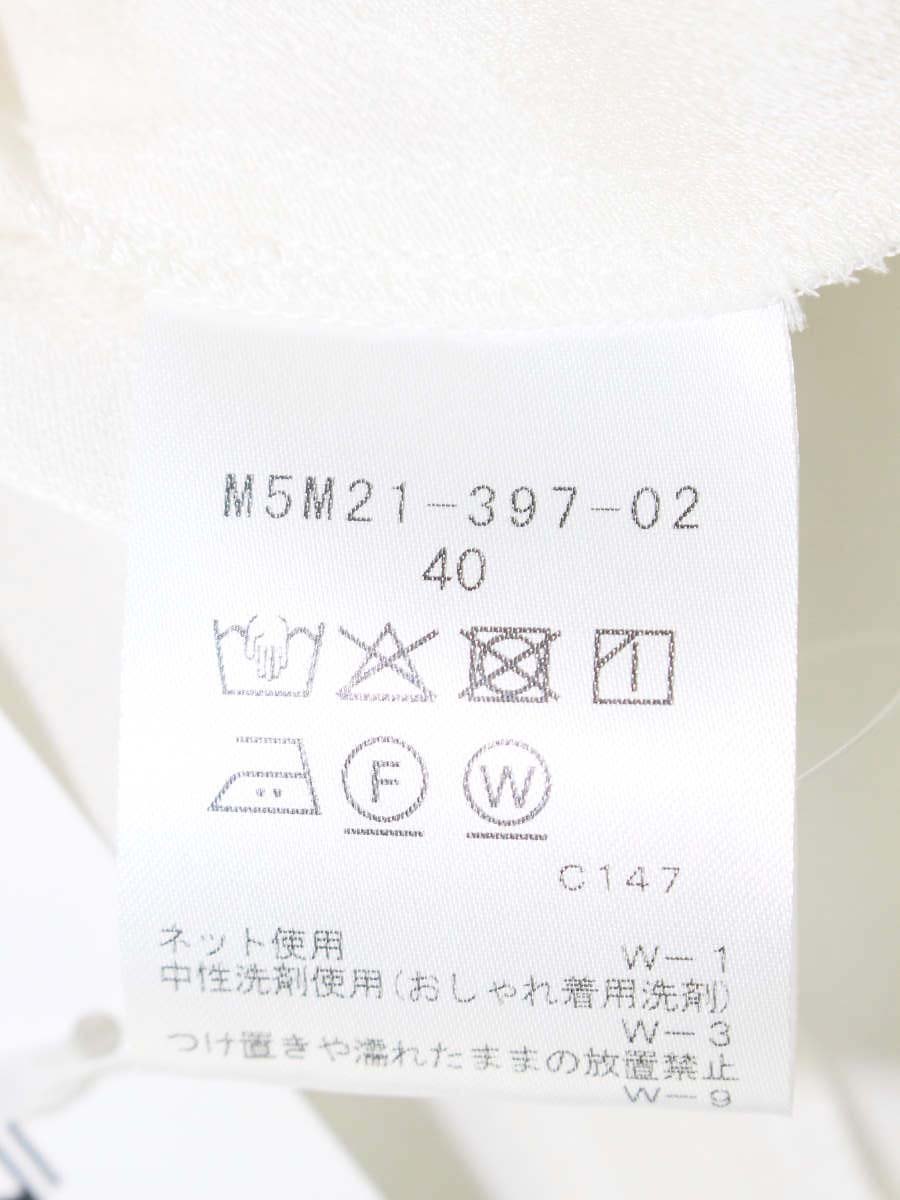 M5M21-397-02
40
F W
C147
ネット使用 W-1
中性洗剤使用(おしゃれ着用洗剤)
W-3
つけ置きや濡れたままの放置禁止
W-9